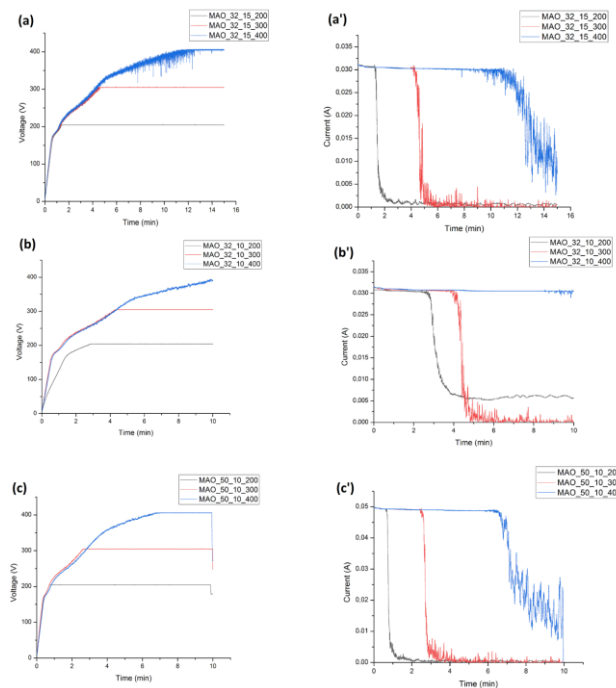 (a)
MAO_32_15_200
MAO_32_15_300
MAO_32_15_400
Voltage (V)
400
300
200
100
0
0 2 4 6 8 10 12 14 16
Time (min)
(a')
MAO_32_15_200
MAO_32_15_300
MAO_32_15_400
Current (A)
0.035
0.030
0.025
0.020
0.015
0.010
0.005
0.000
0 2 4 6 8 10 12 14 16
Time (min)
(b)
MAO_32_10_200
MAO_32_10_300
MAO_32_10_400
Voltage (V)
400
300
200
100
0
0 2 4 6 8 10
Time (min)
(b')
MAO_32_10_200
MAO_32_10_300
MAO_32_10_400
Current (A)
0.035
0.030
0.025
0.020
0.015
0.010
0.005
0.000
0 2 4 6 8 10
Time (min)
(c)
MAO_50_10_200
MAO_50_10_300
MAO_50_10_400
Voltage (V)
400
300
200
100
0
0 2 4 6 8 10
Time (min)
(c')
MAO_50_10_20
MAO_50_10_30
MAO_50_10_40
Current (A)
0.05
0.04
0.03
0.02
0.01
0.00
0 2 4 6 8 10
Time (min)